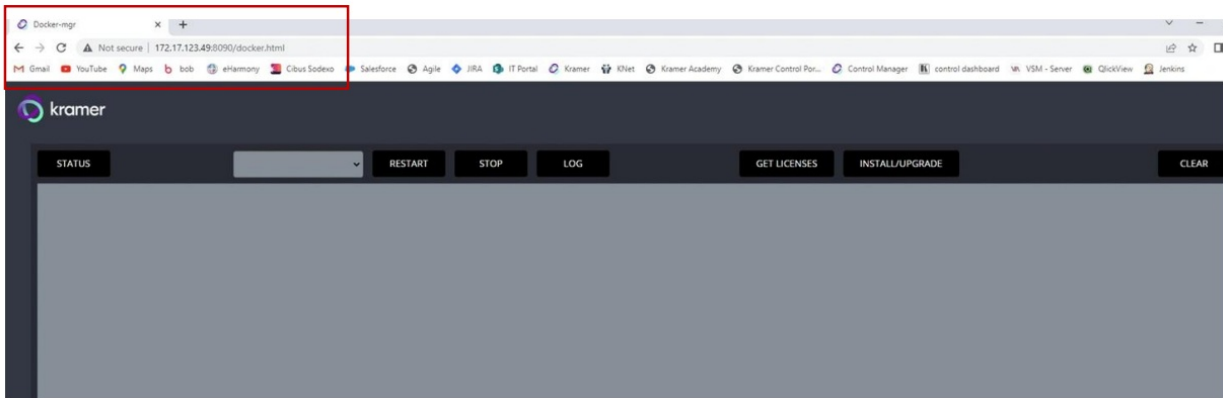 Docker-mgr
Not secure | 172.17.123.49:8090/docker.html
Gmail YouTube Maps bob eHarmony Cibus Sodexo Salesforce Agile JIRA IT Portal Kramer KNet Kramer Academy Kramer Control Por... Control Manager control dashboard VSM - Server QlickView Jenkins
kramer
STATUS RESTART STOP LOG GET LICENSES INSTALL/UPGRADE CLEAR